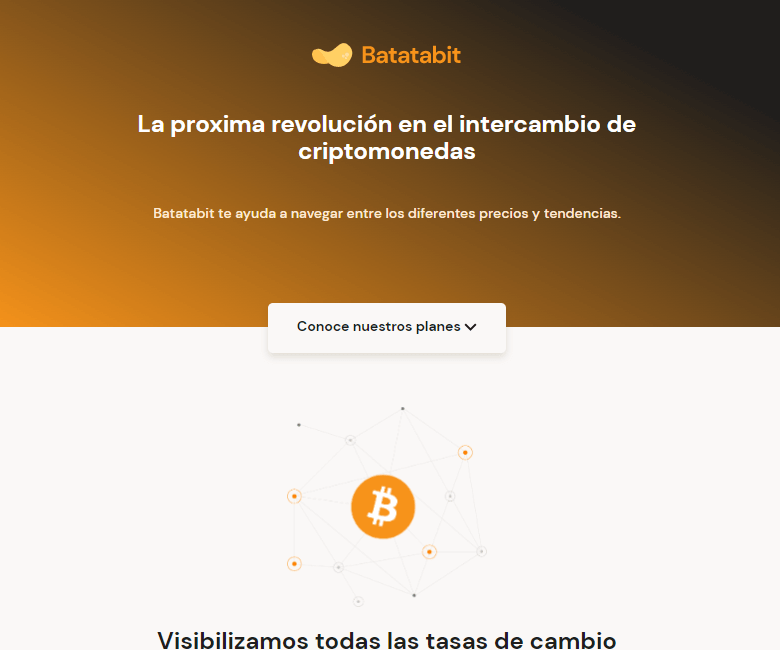 Batatabit
La proxima revolución en el intercambio de
criptomonedas
Batatabit te ayuda a navegar entre los diferentes precios y tendencias.
Conoce nuestros planes
Visibilizamos todas las tasas de cambio